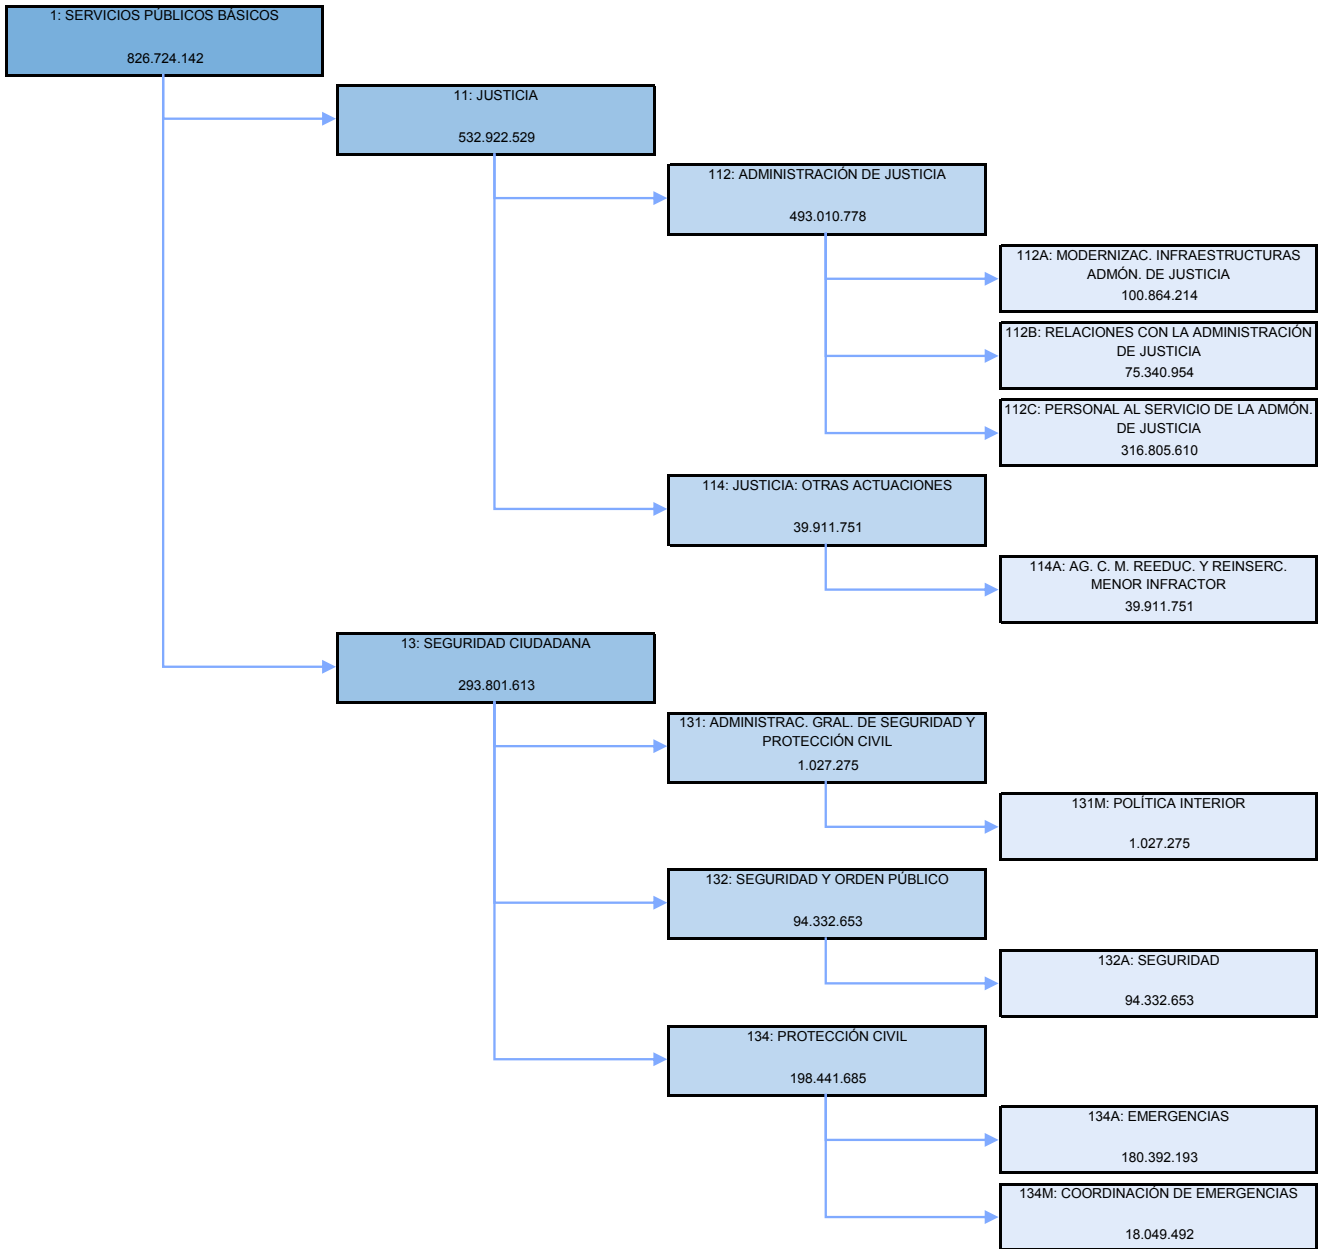 1: SERVICIOS PÚBLICOS BÁSICOS
826.724.142
11: JUSTICIA
532.922.529
112: ADMINISTRACIÓN DE JUSTICIA
493.010.778
112A: MODERNIZAC. INFRAESTRUCTURAS
ADMÓN. DE JUSTICIA
100.864.214
112B: RELACIONES CON LA ADMINISTRACIÓN
DE JUSTICIA
75.340.954
112C: PERSONAL AL SERVICIO DE LA ADMÓN.
DE JUSTICIA
316.805.610
114: JUSTICIA: OTRAS ACTUACIONES
39.911.751
114A: AG. C. M. REEDUC. Y REINSERC.
MENOR INFRACTOR
39.911.751
13: SEGURIDAD CIUDADANA
293.801.613
131: ADMINISTRAC. GRAL. DE SEGURIDAD Y
PROTECCIÓN CIVIL
1.027.275
131M: POLÍTICA INTERIOR
1.027.275
132: SEGURIDAD Y ORDEN PÚBLICO
94.332.653
132A: SEGURIDAD
94.332.653
134: PROTECCIÓN CIVIL
198.441.685
134A: EMERGENCIAS
180.392.193
134M: COORDINACIÓN DE EMERGENCIAS
18.049.492